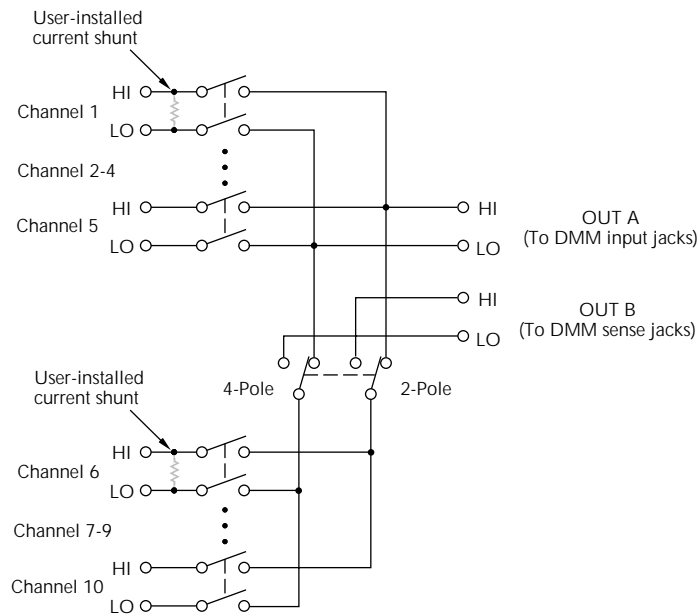 User-installed
current shunt
HI
Channel 1
LO
Channel 2-4
HI
Channel 5
LO
HI
OUT A
(To DMM input jacks)
LO
HI
OUT B
(To DMM sense jacks)
LO
4-Pole
2-Pole
User-installed
current shunt
HI
Channel 6
LO
Channel 7-9
HI
Channel 10
LO